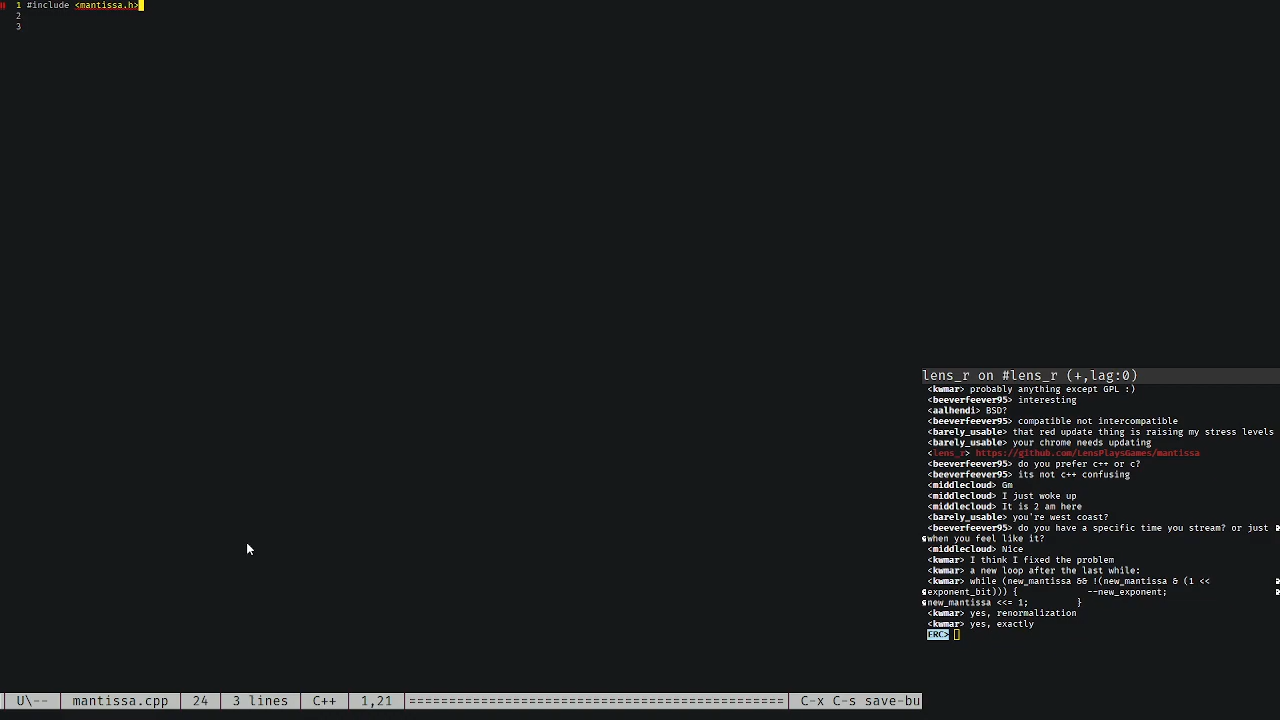 1 #include <mantissa.h>
2
3
lens_r on #lens_r (+,lag:0)
<kwmar> probably anything except GPL :)
<beeverfeever95> interesting
<aalhendi> BSD?
<beeverfeever95> compatible not intercompatible
<barely_usable> that red update thing is raising my stress levels
<barely_usable> your chrome needs updating
<lens_r> https://github.com/LensPlaysGames/mantissa
<beeverfeever95> do you prefer c++ or c?
<beeverfeever95> its not c++ confusing
<middlecloud> Gm
<middlecloud> I just woke up
<middlecloud> It is 2 am here
<barely_usable> you're west coast?
<beeverfeever95> do you have a specific time you stream? or just
when you feel like it?
<middlecloud> Nice
<kwmar> I think I fixed the problem
<kwmar> a new loop after the last while:
<kwmar> while (new_mantissa && !(new_mantissa & (1 <<
exponent_bit))) {            --new_exponent;
new_mantissa <<= 1;         }
<kwmar> yes, renormalization
<kwmar> yes, exactly
ERC>
U\-- mantissa.cpp 24 3 lines C++ 1,21 C-x C-s save-bu